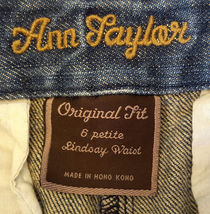 Ann Taylor
Original Fit
6 petite
Lindsay Waist
MADE IN HONG KONG